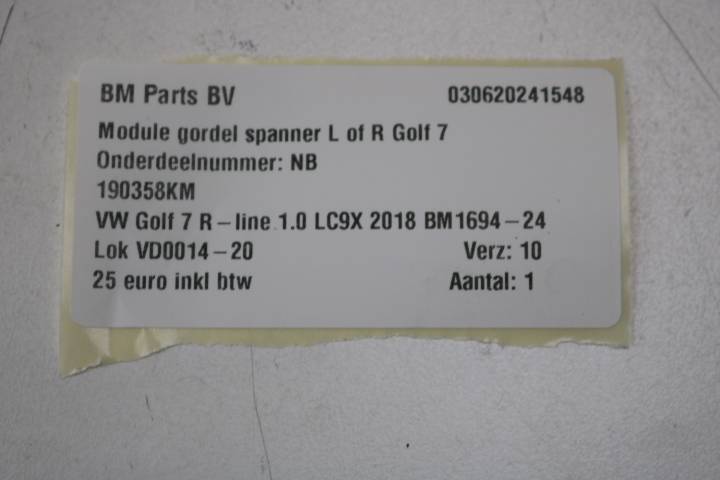 BM Parts BV 030620241548
Module gordel spanner L of R Golf 7
Onderdeelnummer: NB
190358KM
VW Golf 7 R-line 1.0 LC9X 2018 BM1694-24
Lok VD0014-20 Verz: 10
25 euro inkl btw Aantal: 1